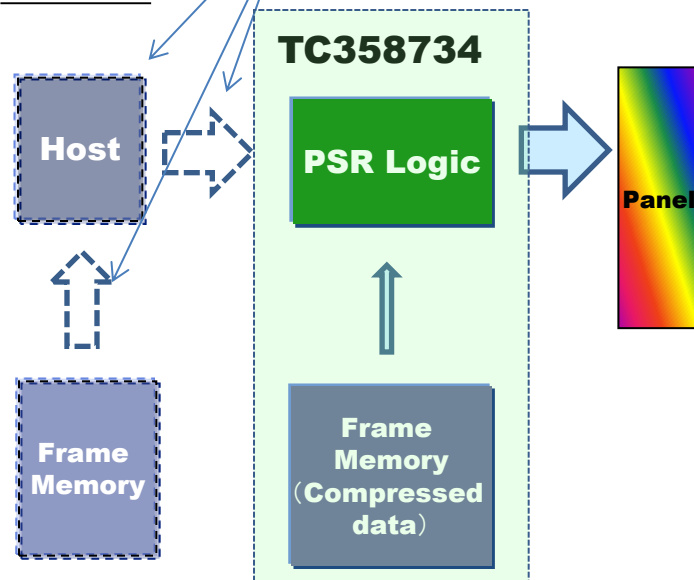 TC358734
Host
PSR Logic
Panel
Frame
Memory
Frame
Memory
（Compressed
data）